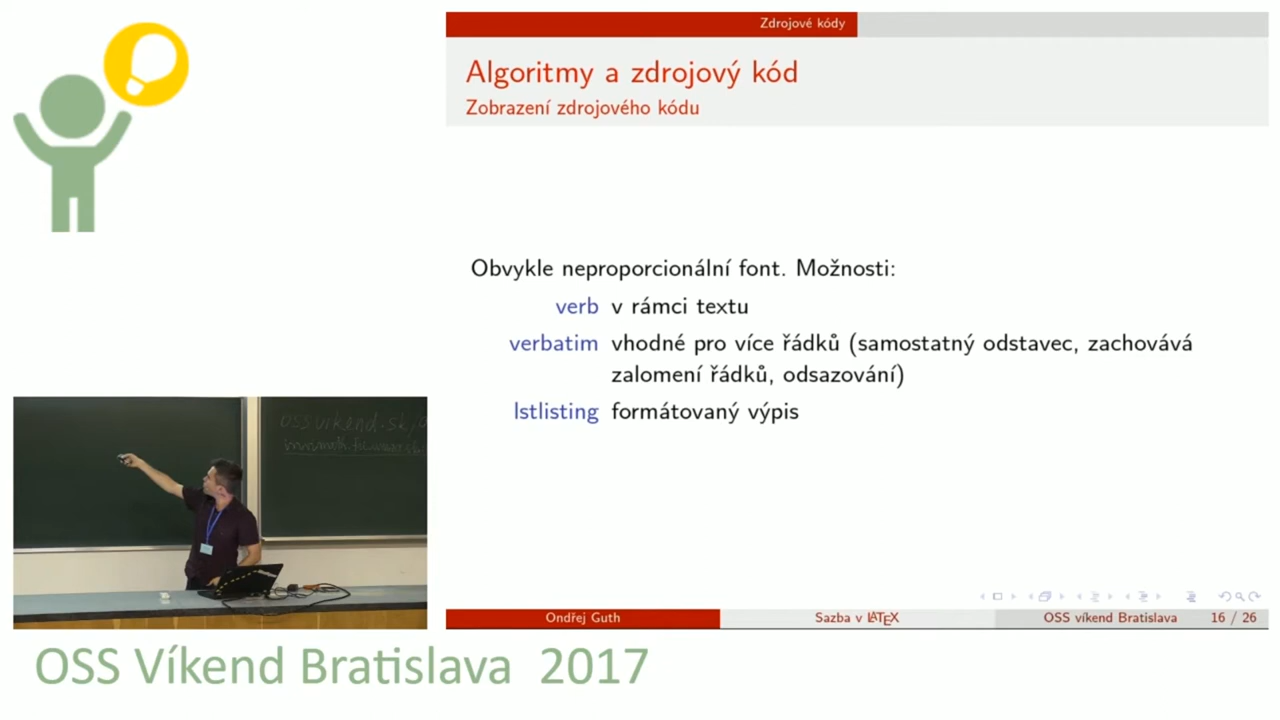 Zdrojové kódy
Algoritmy a zdrojový kód
Zobrazení zdrojového kódu
Obvykle neproporcionální font. Možnosti:
verb v rámci textu
verbatim vhodné pro více řádků (samostatný odstavec, zachovává
zalomení řádků, odsazování)
lstlisting formátovaný výpis
ossvikend.sk/
Ondřej Guth
Sazba v LATEX
OSS víkend Bratislava
16 / 26
OSS Víkend Bratislava 2017